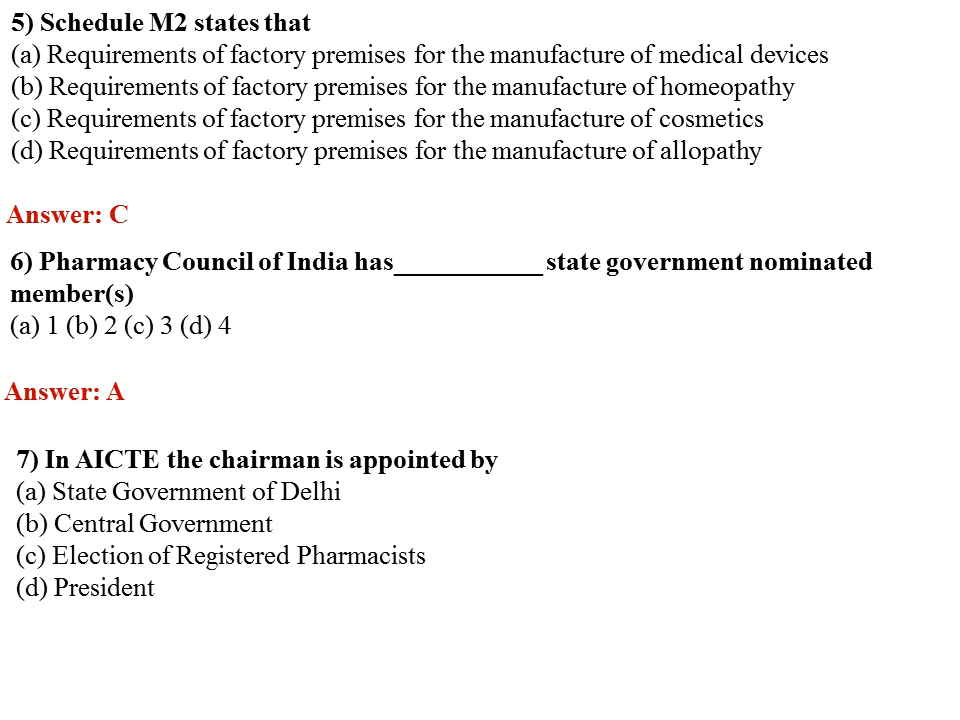 5) Schedule M2 states that
(a) Requirements of factory premises for the manufacture of medical devices
(b) Requirements of factory premises for the manufacture of homeopathy
(c) Requirements of factory premises for the manufacture of cosmetics
(d) Requirements of factory premises for the manufacture of allopathy
Answer: C
6) Pharmacy Council of India has___________ state government nominated
member(s)
(a) 1 (b) 2 (c) 3 (d) 4
Answer: A
7) In AICTE the chairman is appointed by
(a) State Government of Delhi
(b) Central Government
(c) Election of Registered Pharmacists
(d) President